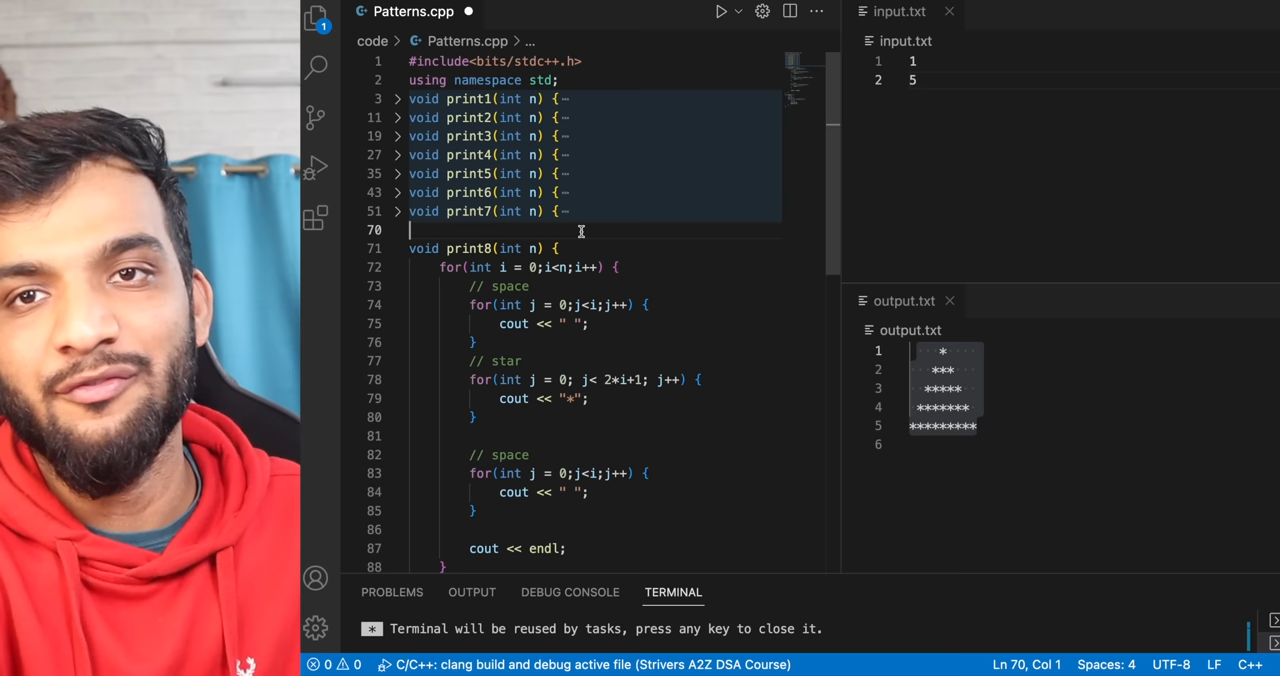 Patterns.cpp
code > Patterns.cpp > ...
1 #include<bits/stdc++.h>
2 using namespace std;
3 void print1(int n) {⋯
11 void print2(int n) {⋯
19 void print3(int n) {⋯
27 void print4(int n) {⋯
35 void print5(int n) {⋯
43 void print6(int n) {⋯
51 void print7(int n) {⋯
70
71 void print8(int n) {
72 for(int i = 0;i<n;i++) {
73 // space
74 for(int j = 0;j<i;j++) {
75 cout << " ";
76 }
77 // star
78 for(int j = 0; j< 2*i+1; j++) {
79 cout << "*";
80 }
81
82 // space
83 for(int j = 0;j<i;j++) {
84 cout << " ";
85 }
86
87 cout << endl;
88 }
input.txt
input.txt
1 1
2 5
output.txt
output.txt
1 *
2 ***
3 *****
4 *******
5 *********
6
PROBLEMS OUTPUT DEBUG CONSOLE TERMINAL
* Terminal will be reused by tasks, press any key to close it.
1
0 0 C/C++: clang build and debug active file (Strivers A2Z DSA Course) Ln 70, Col 1 Spaces: 4 UTF-8 LF C++